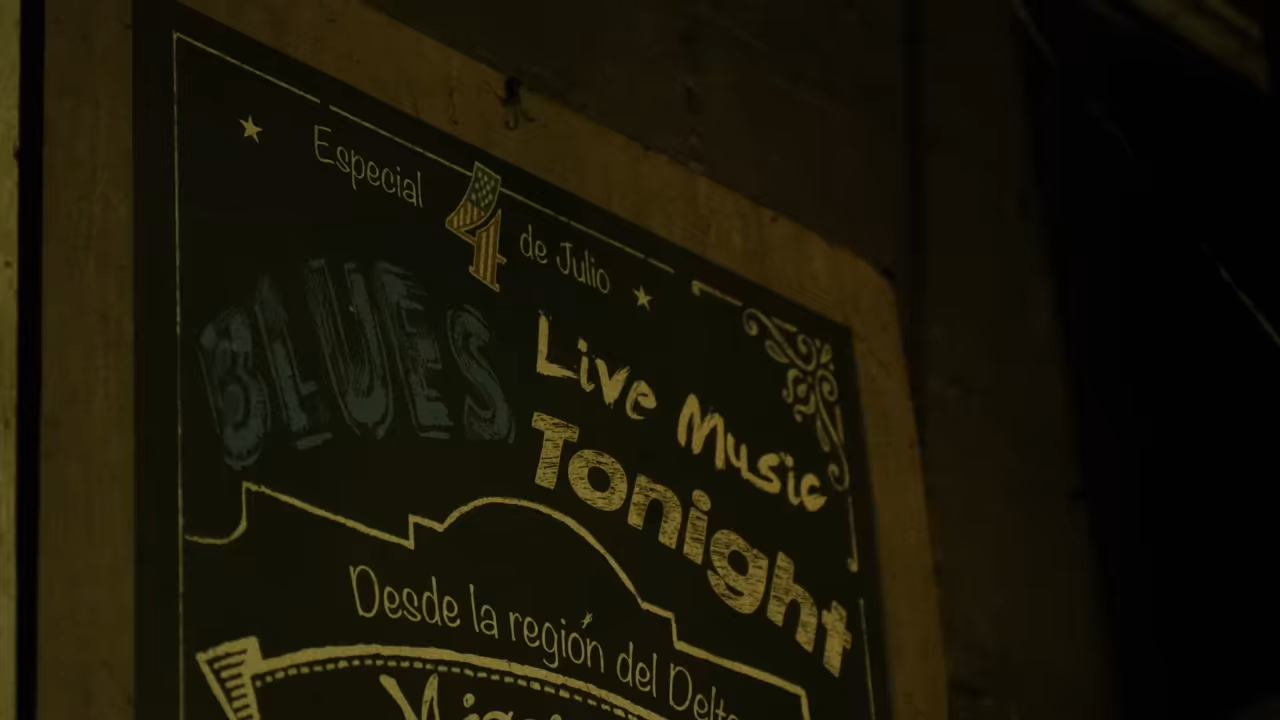 Especial 4 de Julio
BLUES
Live Music
Tonight
Desde la región del Delta